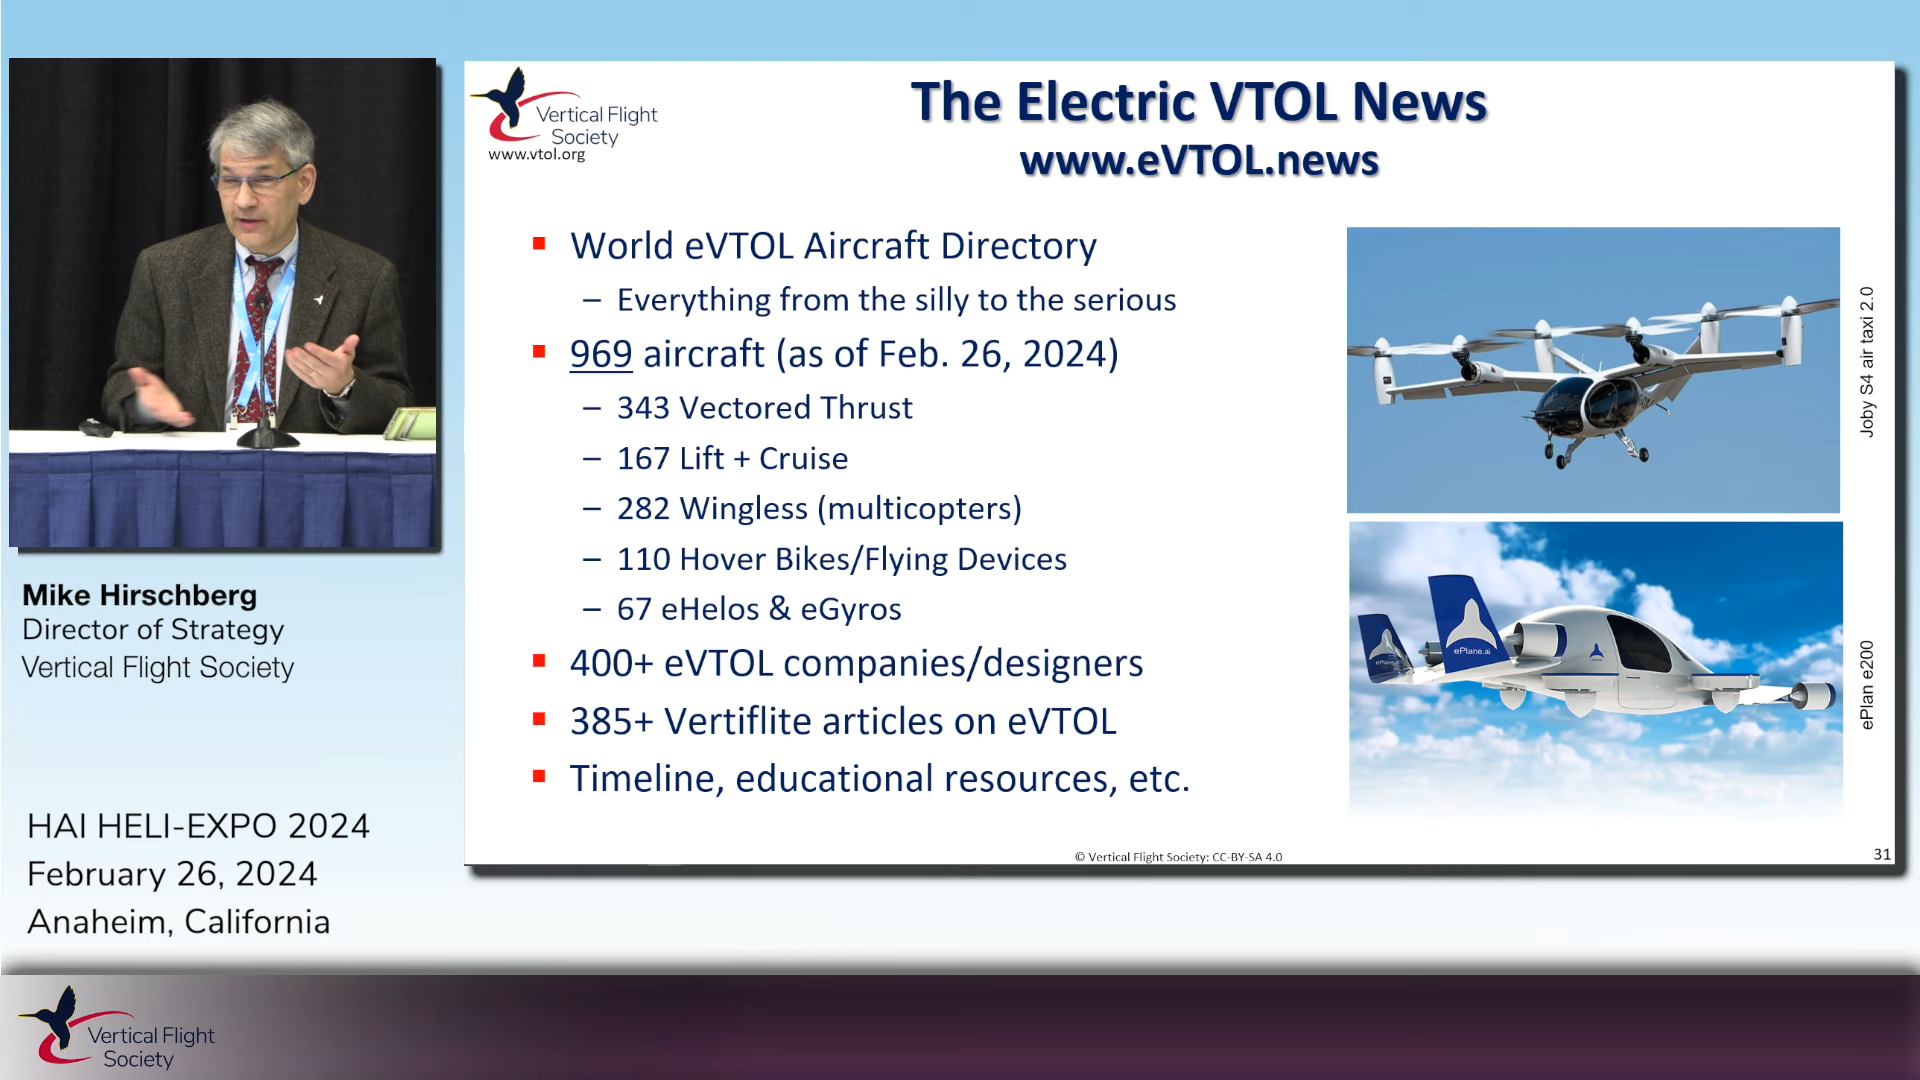 Vertical Flight
Society
www.vtol.org
The Electric VTOL News
www.eVTOL.news
World eVTOL Aircraft Directory
– Everything from the silly to the serious
969 aircraft (as of Feb. 26, 2024)
– 343 Vectored Thrust
– 167 Lift + Cruise
– 282 Wingless (multicopters)
– 110 Hover Bikes/Flying Devices
– 67 eHelos & eGyros
400+ eVTOL companies/designers
385+ Vertiflite articles on eVTOL
Timeline, educational resources, etc.
Joby S4 air taxi 2.0
ePlane.ai
ePlan e200
© Vertical Flight Society: CC-BY-SA 4.0
31
Mike Hirschberg
Director of Strategy
Vertical Flight Society
HAI HELI-EXPO 2024
February 26, 2024
Anaheim, California
Vertical Flight
Society